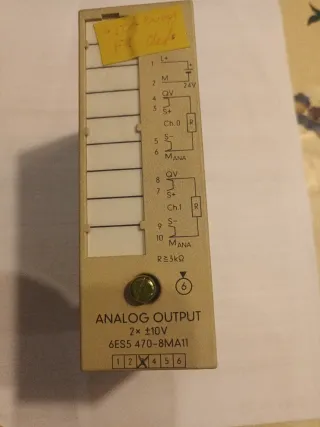 1 L+
2 M
24V
4 QV
3 S+
Ch.0
R
5 S-
6 MANA
8 QV
7 S+
Ch.1
R
9 S-
10 MANA
R≥3kΩ
6
ANALOG OUTPUT
2x ±10V
6ES5 470-8MA11
1 2 3 4 5 6